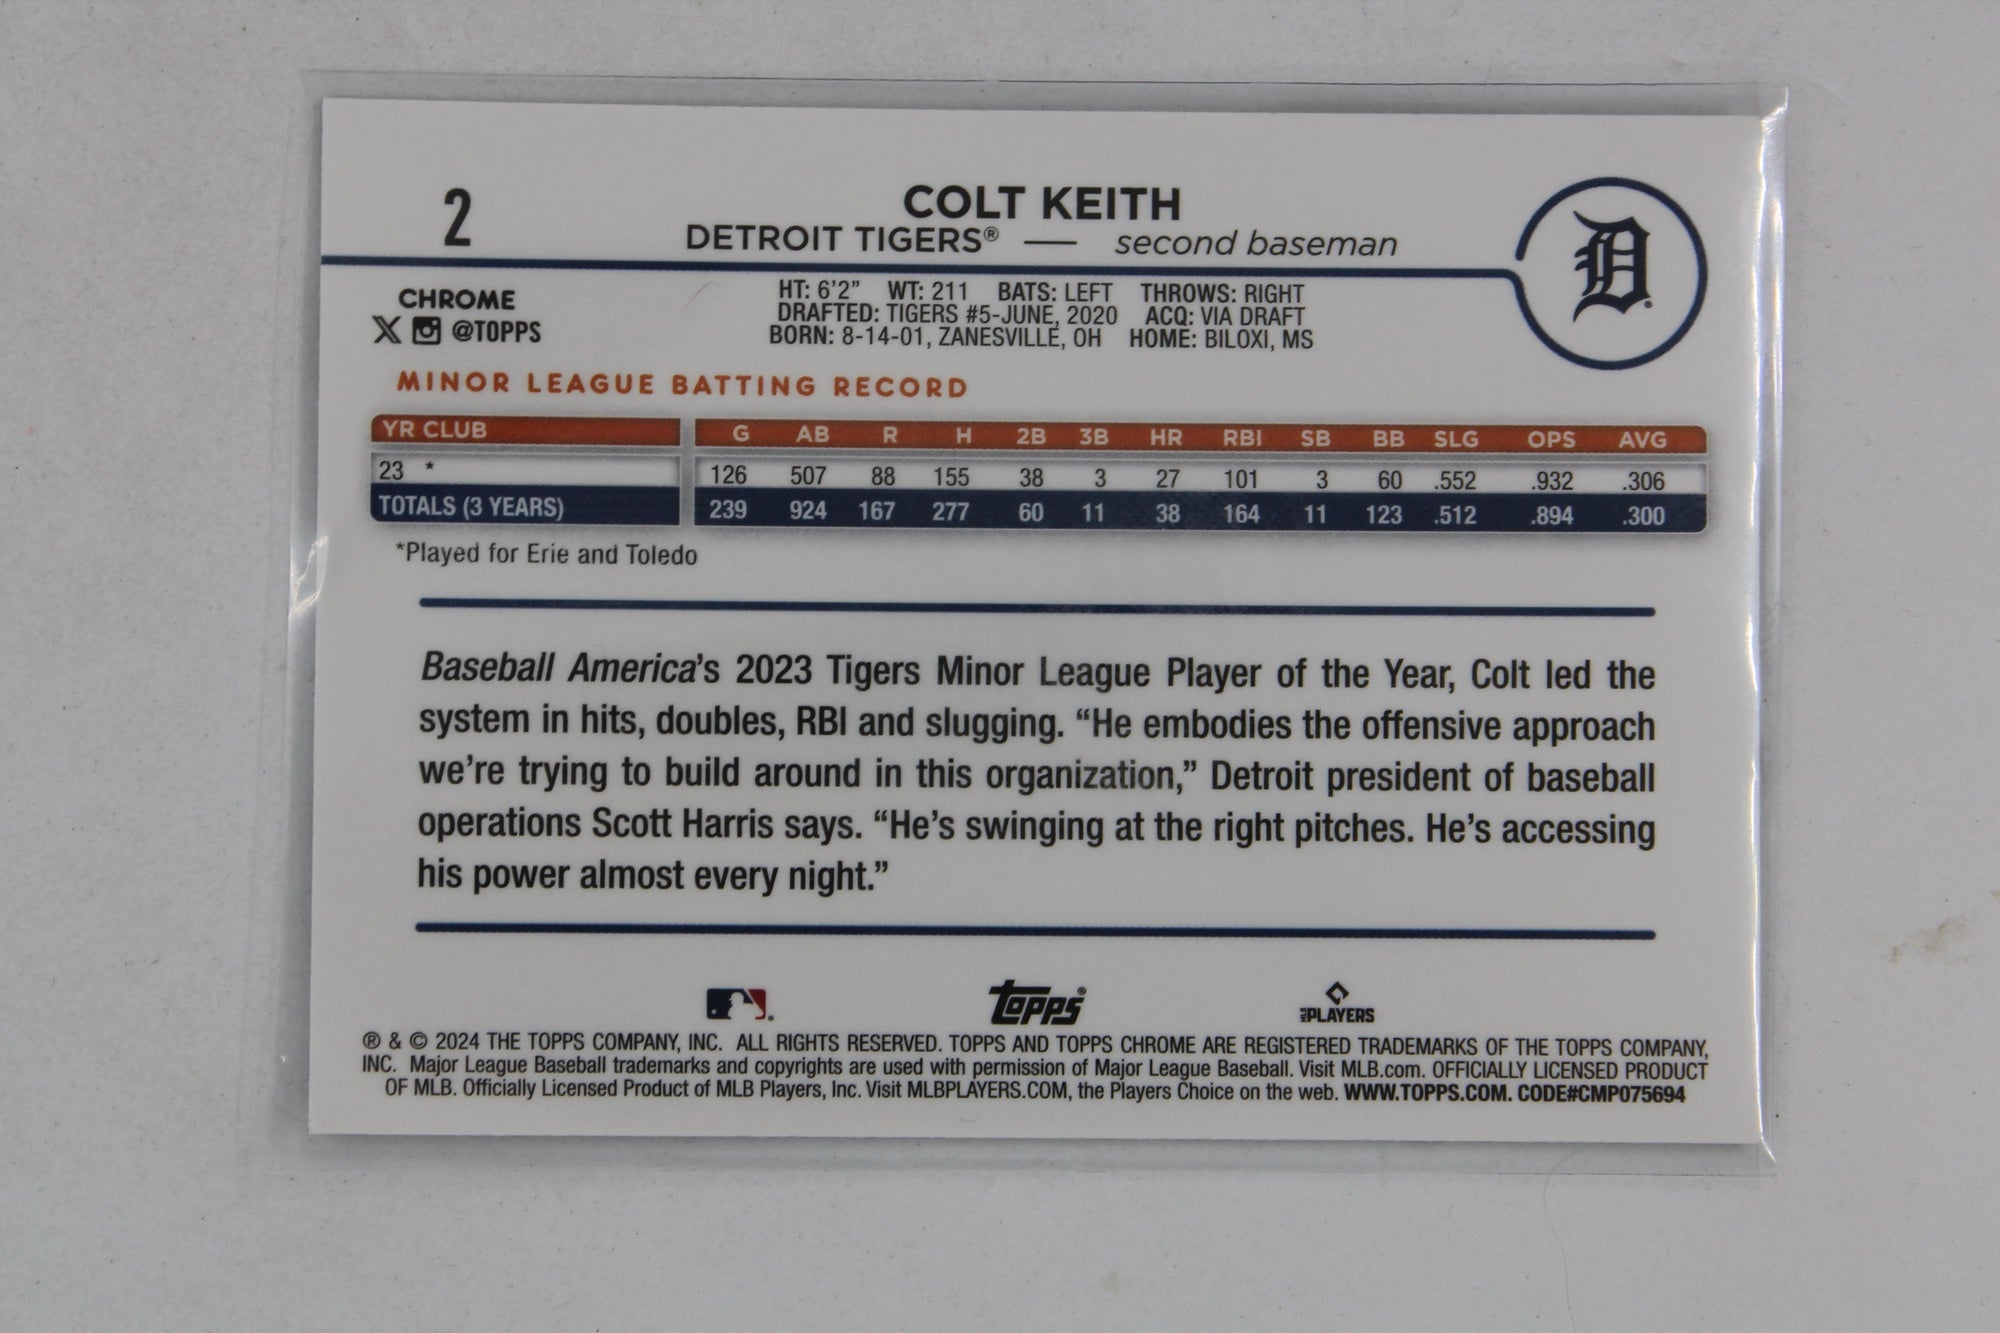 2
COLT KEITH
DETROIT TIGERS® — second baseman
D
CHROME
X @TOPPS
HT: 6'2" WT: 211 BATS: LEFT THROWS: RIGHT
DRAFTED: TIGERS #5-JUNE, 2020 ACQ: VIA DRAFT
BORN: 8-14-01, ZANESVILLE, OH HOME: BILOXI, MS
MINOR LEAGUE BATTING RECORD
YR CLUB G AB R H 2B 3B HR RBI SB BB SLG OPS AVG
23 * 126 507 88 155 38 3 27 101 3 60 .552 .932 .306
TOTALS (3 YEARS) 239 924 167 277 60 11 38 164 11 123 .512 .894 .300
*Played for Erie and Toledo
Baseball America's 2023 Tigers Minor League Player of the Year, Colt led the
system in hits, doubles, RBI and slugging. “He embodies the offensive approach
we're trying to build around in this organization,” Detroit president of baseball
operations Scott Harris says. “He's swinging at the right pitches. He's accessing
his power almost every night.”
Topps® PLAYERS
® & © 2024 THE TOPPS COMPANY, INC. ALL RIGHTS RESERVED. TOPPS AND TOPPS CHROME ARE REGISTERED TRADEMARKS OF THE TOPPS COMPANY,
INC. Major League Baseball trademarks and copyrights are used with permission of Major League Baseball. Visit MLB.com. OFFICIALLY LICENSED PRODUCT
OF MLB. Officially Licensed Product of MLB Players, Inc. Visit MLBPLAYERS.COM, the Players Choice on the web. WWW.TOPPS.COM. CODE#CMP075694